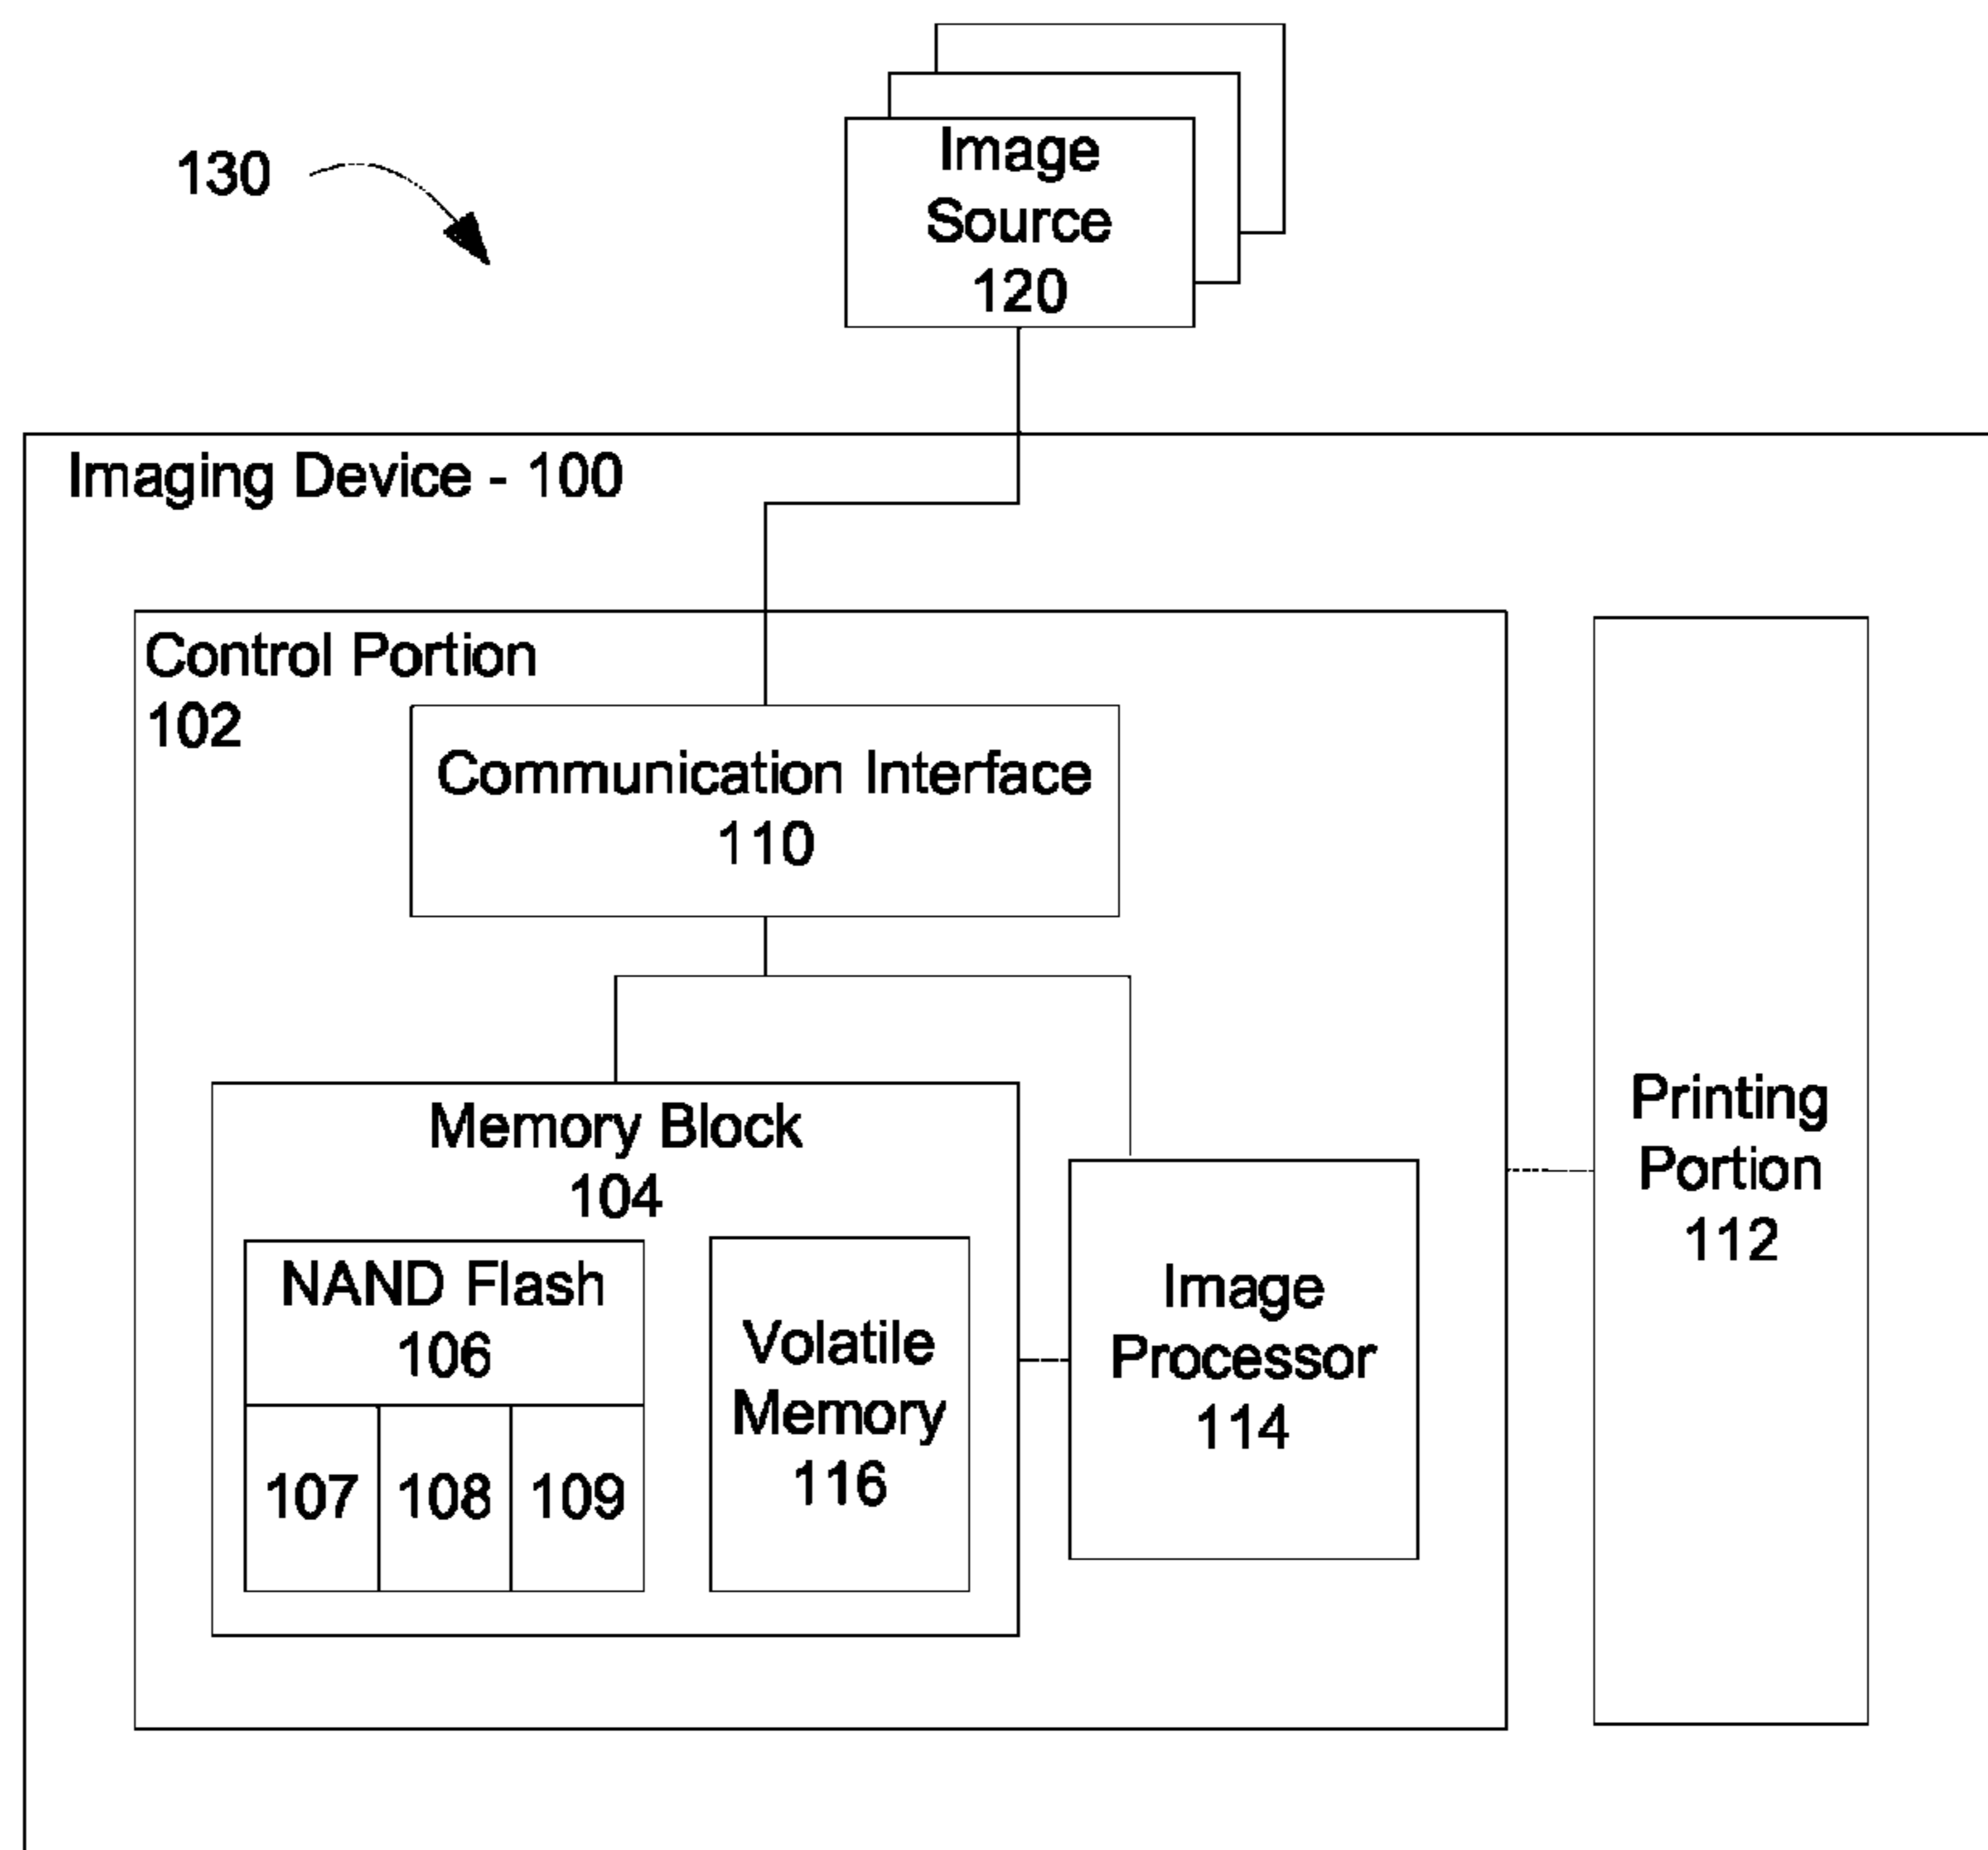 130
Image
Source
120
Imaging Device - 100
Control Portion
102
Communication Interface
110
Memory Block
104
NAND Flash
106
107 108 109
Volatile
Memory
116
Image
Processor
114
Printing
Portion
112